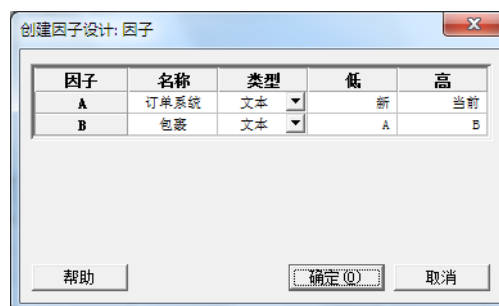 创建因子设计: 因子
因子 名称 类型 低 高
A 订单系统 文本 新 当前
B 包裹 文本 A B
帮助 确定(O) 取消